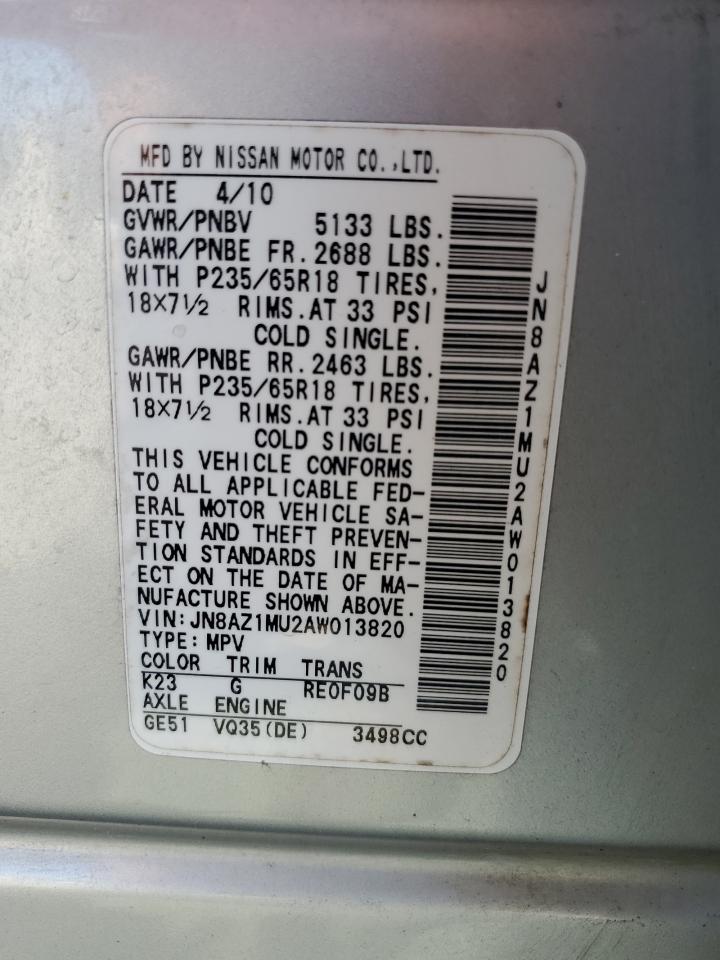 MFD BY NISSAN MOTOR CO.,LTD.
DATE 4/10
GVWR/PNBV 5133 LBS.
GAWR/PNBE FR. 2688 LBS.
WITH P235/65R18 TIRES,
18×7½ RIMS. AT 33 PSI
COLD SINGLE.
GAWR/PNBE RR. 2463 LBS.
WITH P235/65R18 TIRES,
18×7½ RIMS. AT 33 PSI
COLD SINGLE.
THIS VEHICLE CONFORMS
TO ALL APPLICABLE FED-
ERAL MOTOR VEHICLE SA-
FETY AND THEFT PREVEN-
TION STANDARDS IN EFF-
ECT ON THE DATE OF MA-
NUFACTURE SHOWN ABOVE.
VIN: JN8AZ1MU2AW013820
TYPE: MPV
COLOR TRIM TRANS
K23 G RE0F09B
AXLE ENGINE
GE51 VQ35(DE) 3498CC
JN8AZ1MU2AW013820